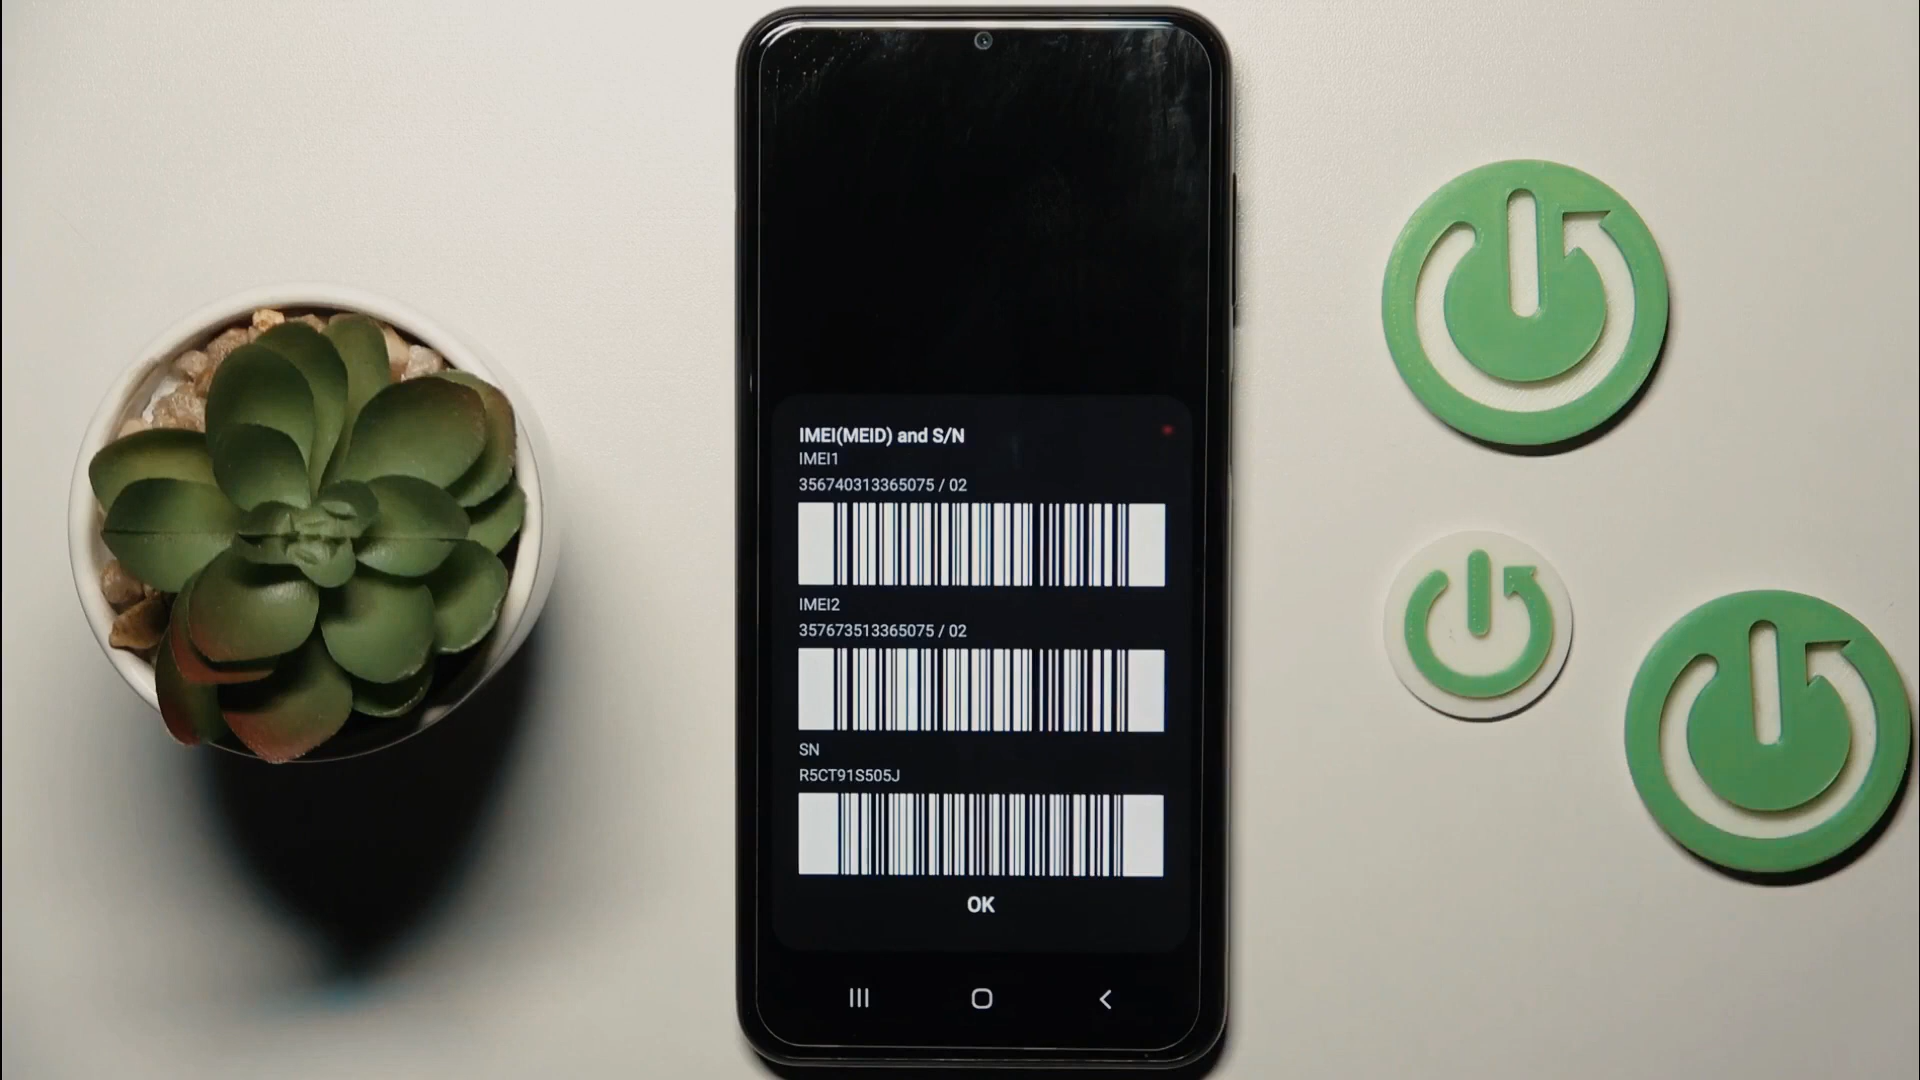 IMEI(MEID) and S/N
IMEI1
356740313365075 / 02
IMEI2
357673513365075 / 02
SN
R5CT91S505J
OK